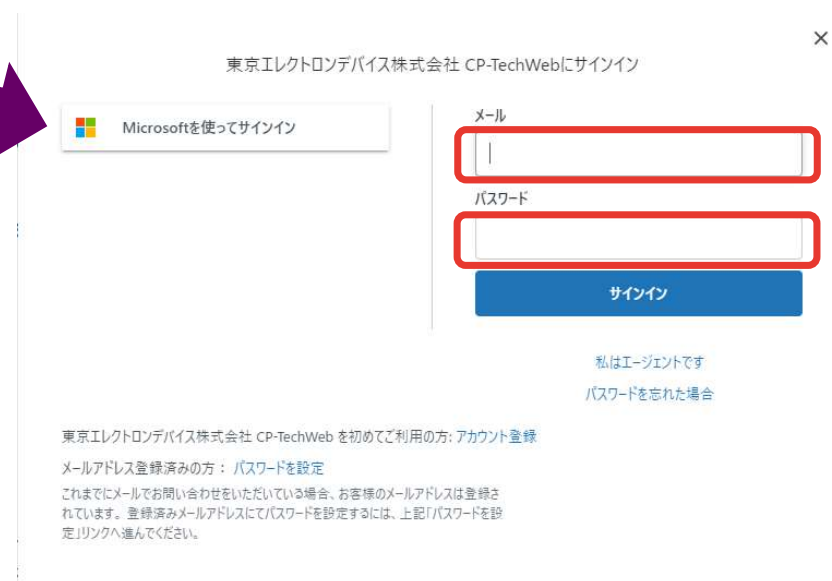 東京エレクトロンデバイス株式会社 CP-TechWebにサインイン
Microsoftを使ってサインイン
メール
パスワード
サインイン
私はエージェントです
パスワードを忘れた場合
東京エレクトロンデバイス株式会社 CP-TechWeb を初めてご利用の方: アカウント登録
メールアドレス登録済みの方： パスワードを設定
これまでにメールでお問い合わせをいただいている場合、お客様のメールアドレスは登録さ
れています。登録済みメールアドレスにてパスワードを設定するには、上記「パスワードを設
定」リンクへ進んでください。